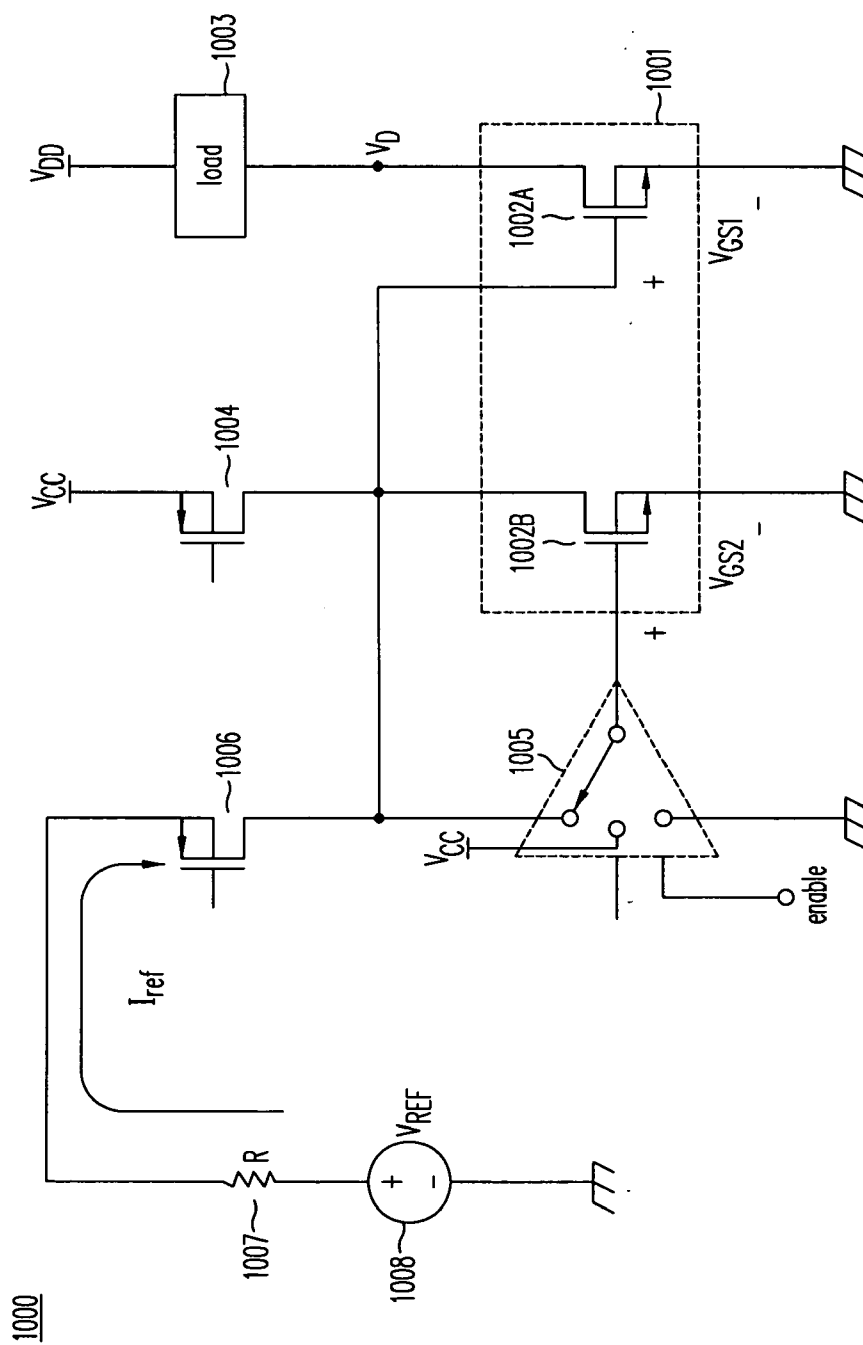 1000
V_DD
load
1003
V_D
V_CC
1004
1006
I_ref
R
1007
V_REF
+
-
1008
1001
1002A
+
V_GS1
-
1002B
+
V_GS2
-
1005
V_CC
enable